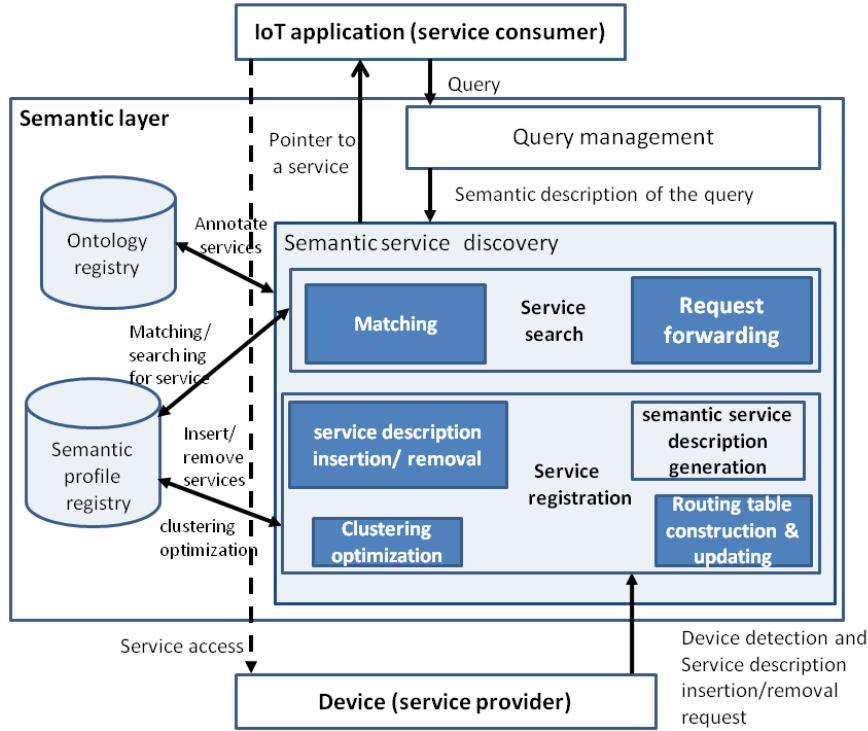 IoT application (service consumer)
Query
Semantic layer
Query management
Pointer to
a service
Semantic description of the query
Ontology
registry
Annotate
services
Semantic service discovery
Matching
Service
search
Request
forwarding
Matching/
search ing
for service
Semantic
profile
registry
Insert/
remove services
clustering
optimization
service description
insertion/ removal
semantic service
description
generation
Service
registration
Clustering
optimization
Routing table
construction &
updating
Service access
Device detection and
Service description
insertion/removal
request
Device (service provider)